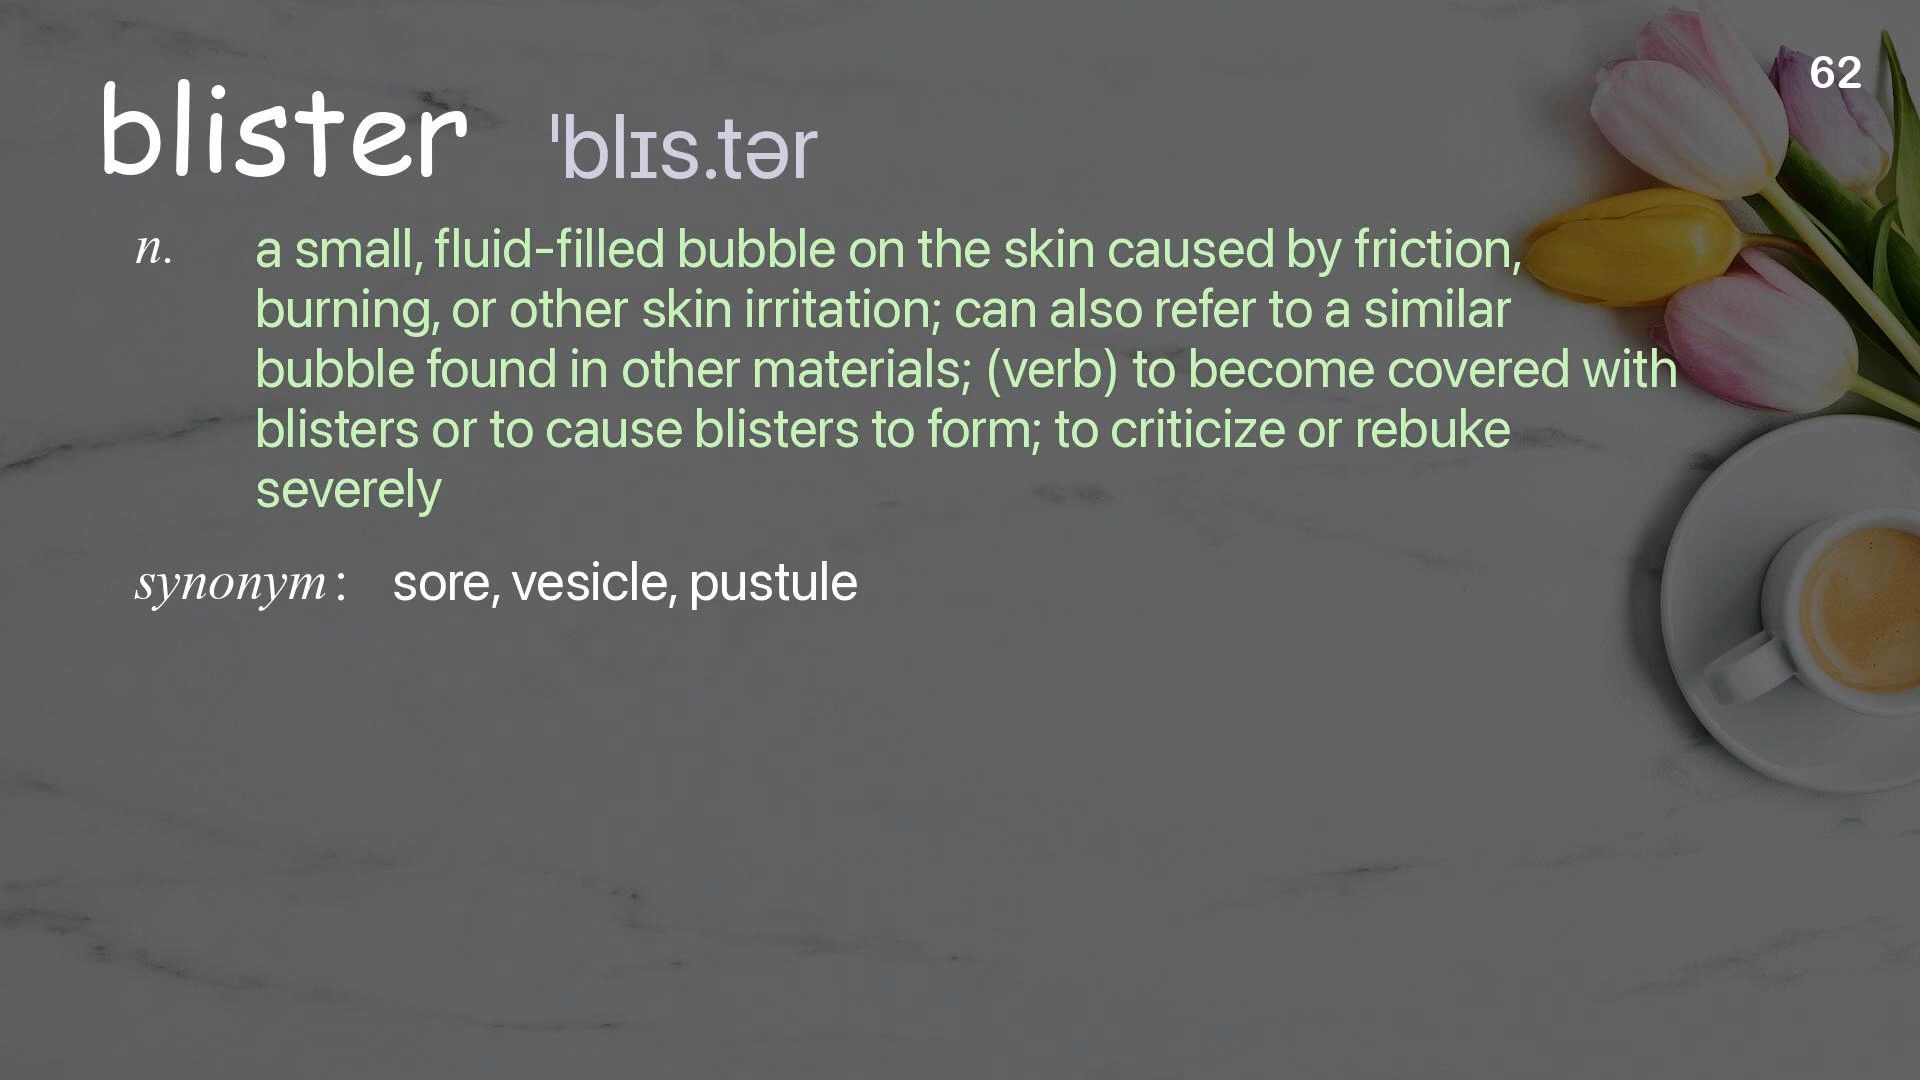 62
blister ˈblɪs.tər
n. a small, fluid-filled bubble on the skin caused by friction,
burning, or other skin irritation; can also refer to a similar
bubble found in other materials; (verb) to become covered with
blisters or to cause blisters to form; to criticize or rebuke
severely
synonym: sore, vesicle, pustule